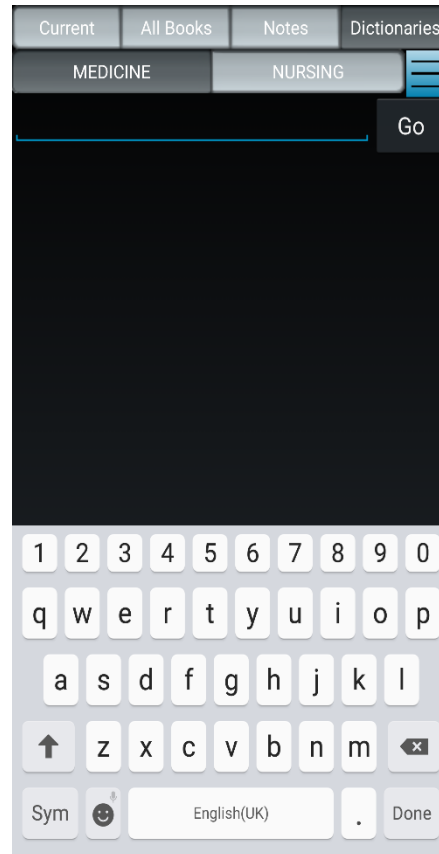 Current All Books Notes Dictionaries
MEDICINE NURSING
Go
1 2 3 4 5 6 7 8 9 0
q w e r t y u i o p
a s d f g h j k l
z x c v b n m
Sym English(UK) . Done